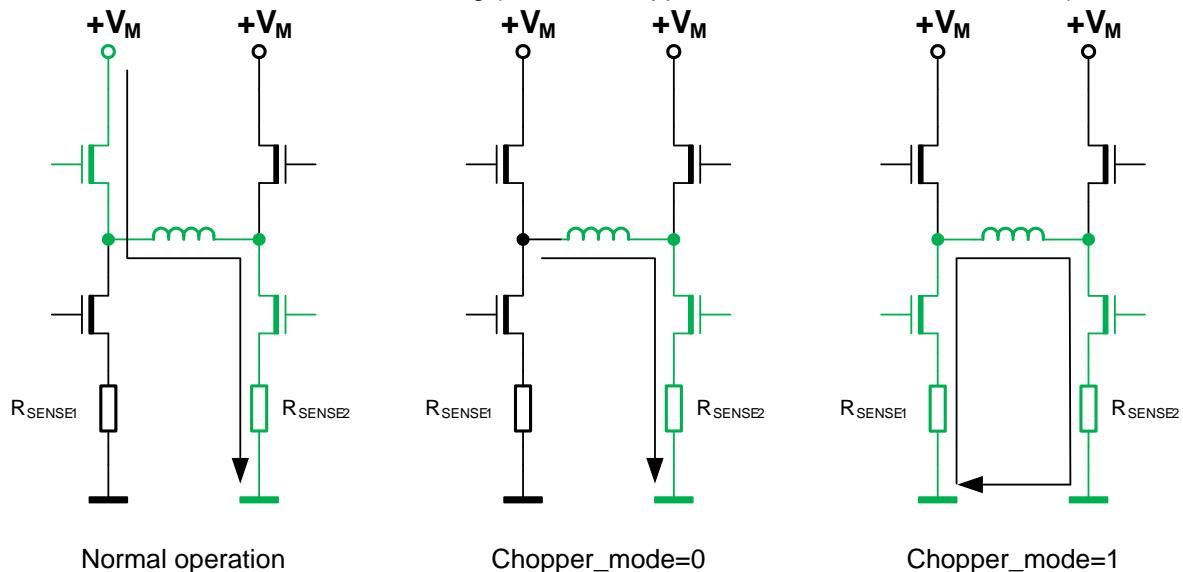 +VM +VM +VM +VM +VM +VM
RSENSE1 RSENSE2 RSENSE1 RSENSE2 RSENSE1 RSENSE2
Normal operation Chopper_mode=0 Chopper_mode=1